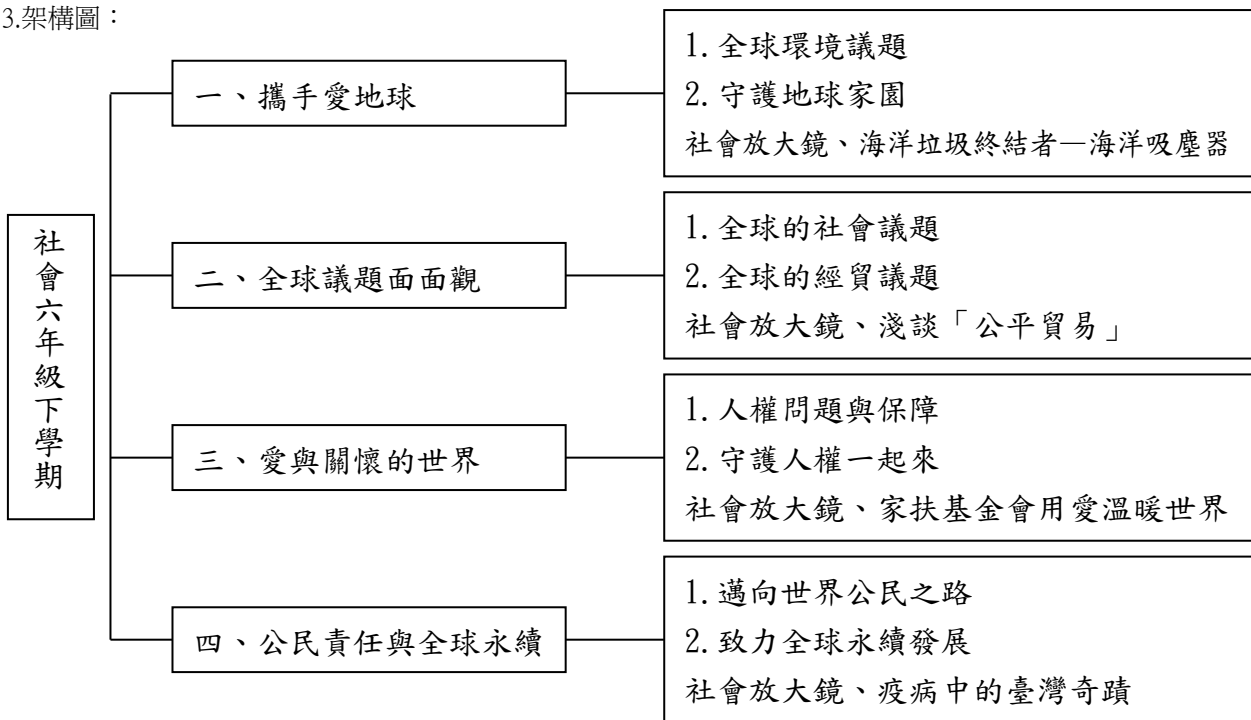 3.架構圖：
社會六年級下學期
一、攜手愛地球
1.全球環境議題
2.守護地球家園
社會放大鏡、海洋垃圾終結者—海洋吸塵器
二、全球議題面面觀
1.全球的社會議題
2.全球的經貿議題
社會放大鏡、淺談「公平貿易」
三、愛與關懷的世界
1.人權問題與保障
2.守護人權一起來
社會放大鏡、家扶基金會用愛溫暖世界
四、公民責任與全球永續
1.邁向世界公民之路
2.致力全球永續發展
社會放大鏡、疫病中的臺灣奇蹟